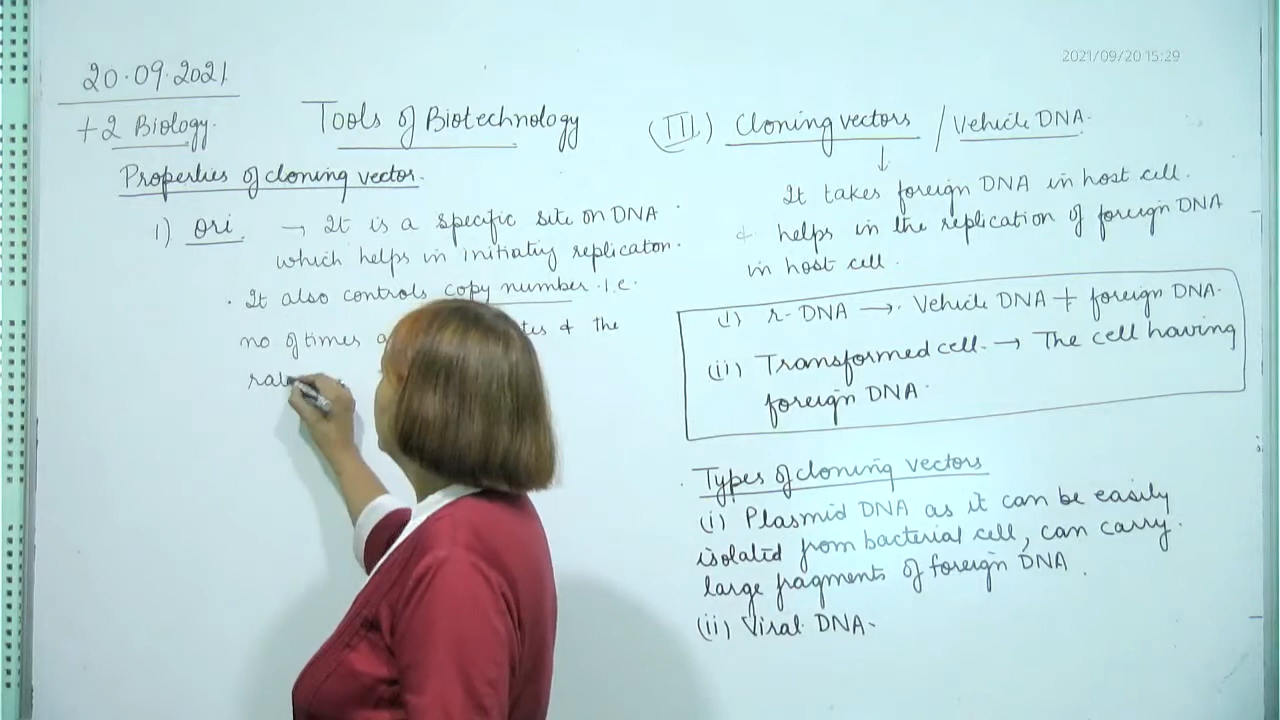 2021/09/20 15:29
20.09.2021
+2 Biology.
Tools of Biotechnology
Properties of cloning vector.
1) ori. → It is a specific site on DNA
which helps in initiating replicaton.
. It also controls copy number i.e.
no of times & the
(III) Cloning vectors / Vehicle DNA.
↓
It takes foreign DNA in host cell.
& helps in the replication of foreign DNA
in host cell.
(i) r-DNA → Vehicle DNA + foreign DNA.
(ii) Transformed cell. → The cell having
foreign DNA.
Types of cloning vectors
(i) Plasmid DNA as it can be easily
isolated from bacterial cell, can carry.
large fragments of foreign DNA.
(ii) Viral DNA.